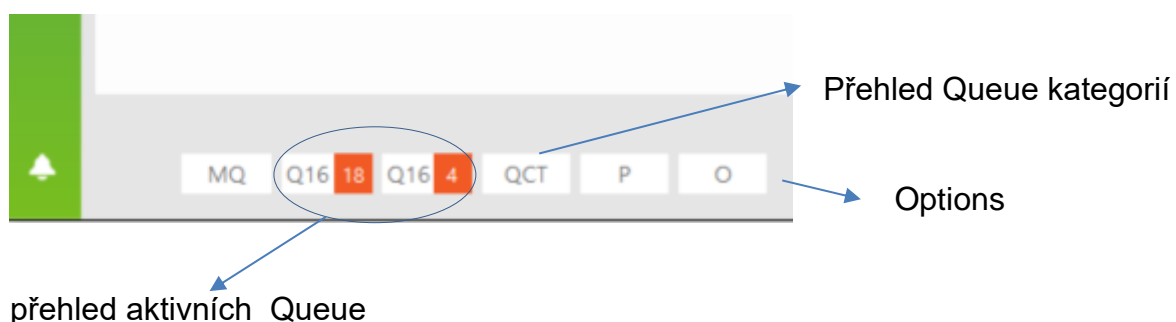 Přehled Queue kategorií
MQ Q16 18 Q16 4 QCT P O
Options
přehled aktivních Queue